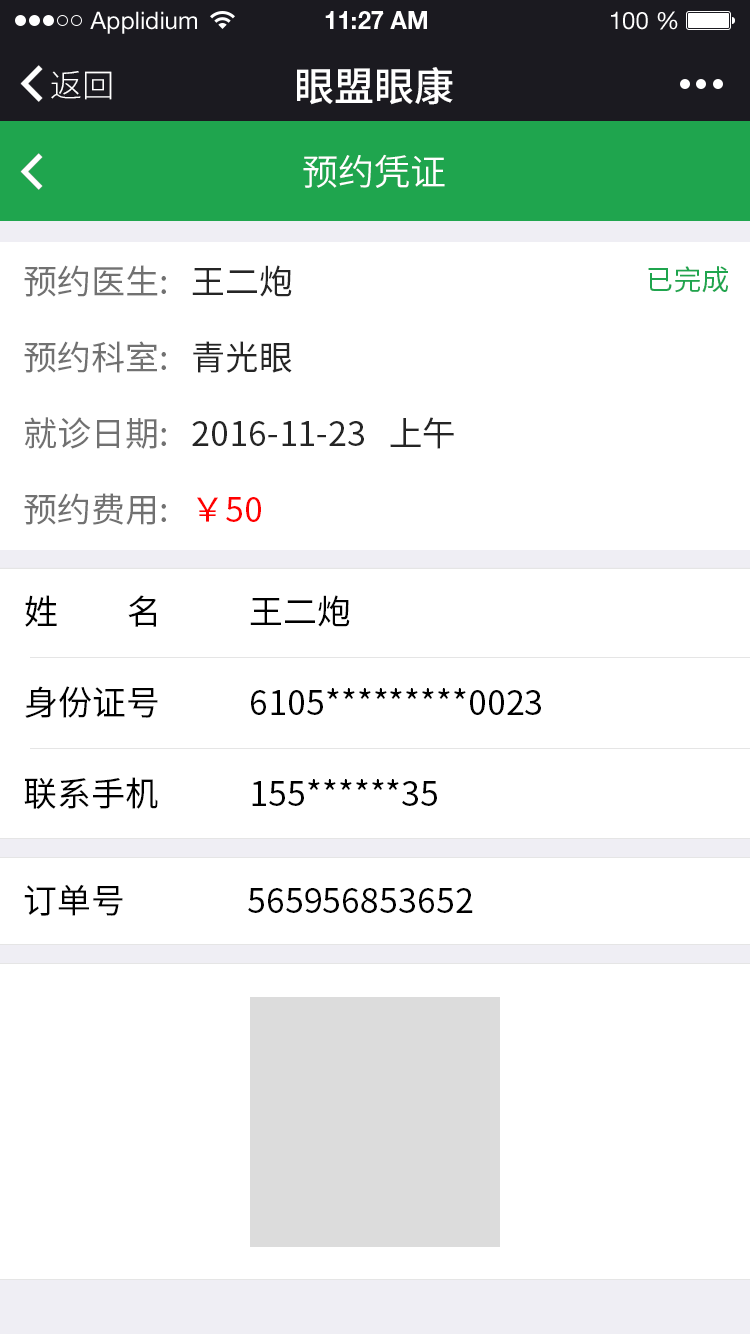 Applidium 11:27 AM 100 %
返回 眼盟眼康
预约凭证
预约医生: 王二炮 已完成
预约科室: 青光眼
就诊日期: 2016-11-23 上午
预约费用: ￥50
姓 名 王二炮
身份证号 6105*********0023
联系手机 155******35
订单号 565956853652